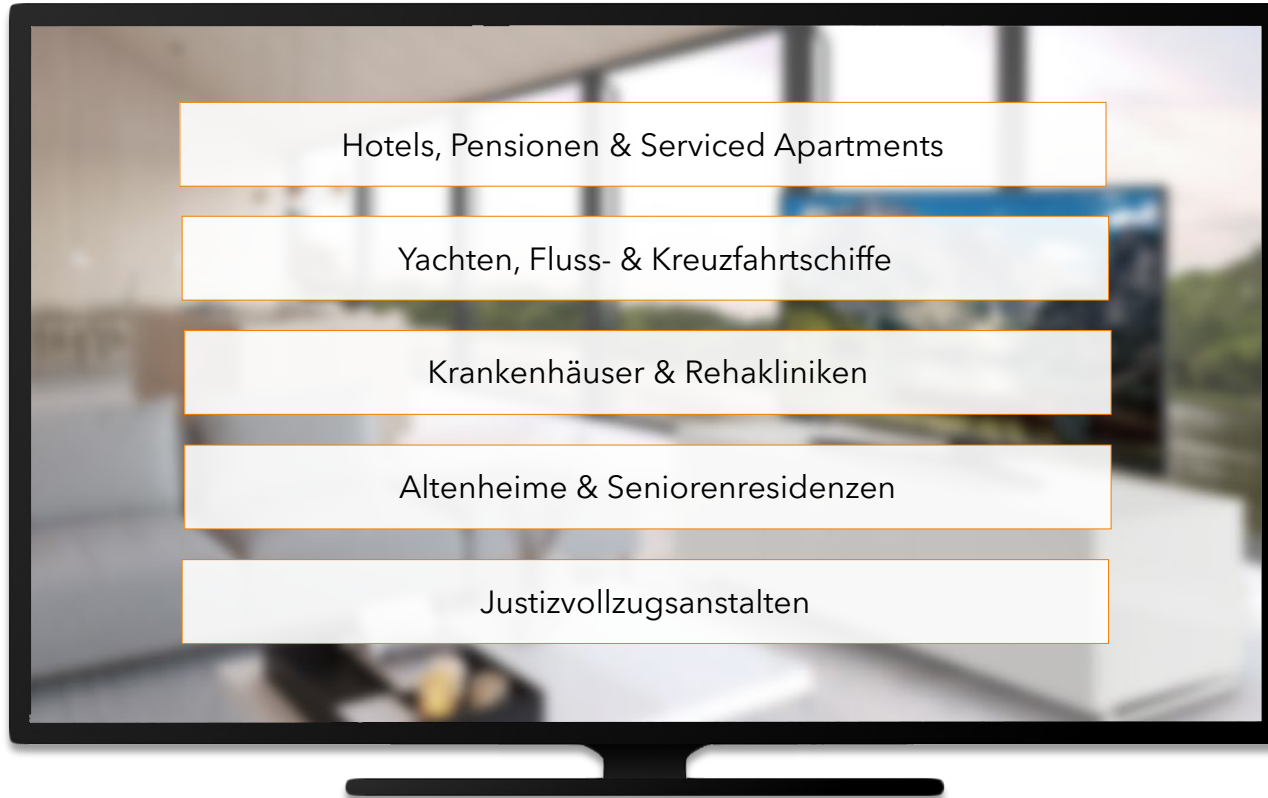 Hotels, Pensionen & Serviced Apartments
Yachten, Fluss- & Kreuzfahrtschiffe
Krankenhäuser & Rehakliniken
Altenheime & Seniorenresidenzen
Justizvollzugsanstalten